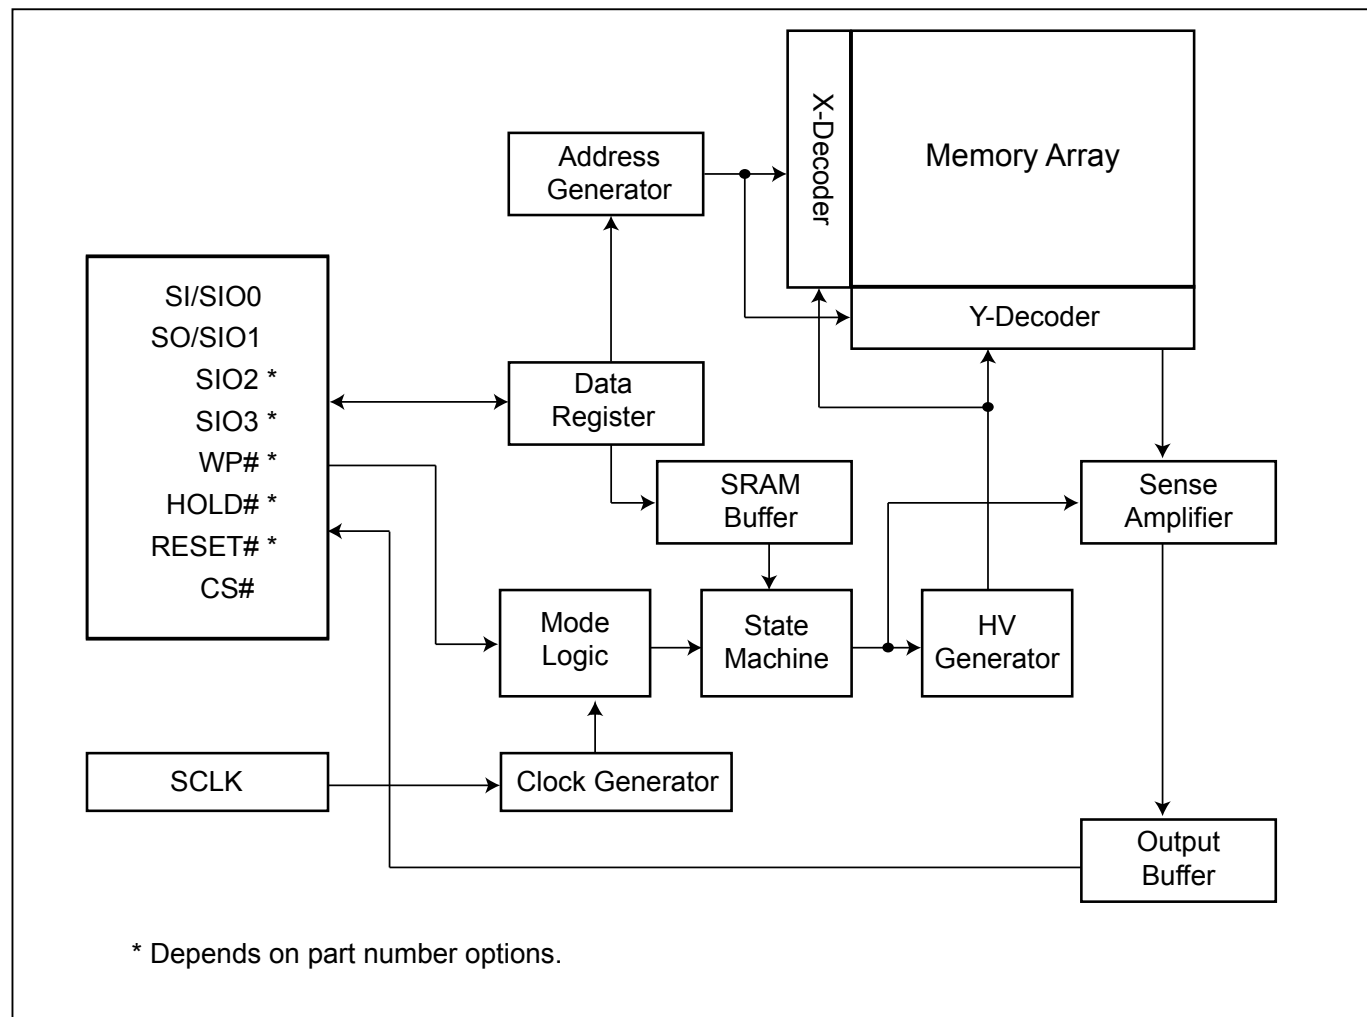 X-Decoder
Memory Array
Address
Generator
Y-Decoder
SI/SIO0
SO/SIO1
SIO2 *
SIO3 *
WP# *
HOLD# *
RESET# *
CS#
Data
Register
SRAM
Buffer
Sense
Amplifier
Mode
Logic
State
Machine
HV
Generator
SCLK
Clock Generator
Output
Buffer
* Depends on part number options.